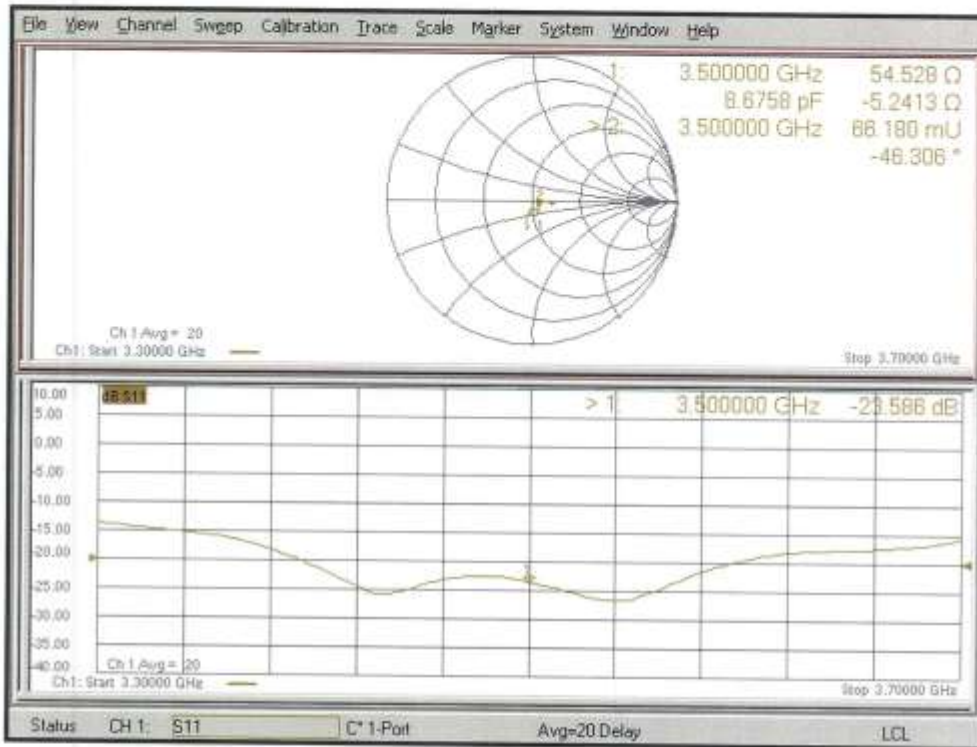 File View Channel Sweep Calibration Trace Scale Marker System Window Help
1: 3.500000 GHz 54.528 Ω
8.6758 pF -5.2413 Ω
> 2: 3.500000 GHz 66.180 mU
-46.306 °
Ch 1 Avg = 20
Ch1: Start 3.30000 GHz
Stop 3.70000 GHz
10.00
dB S11
> 1: 3.500000 GHz -23.586 dB
5.00
0.00
-5.00
-10.00
-15.00
-20.00
-25.00
-30.00
-35.00
-40.00
Ch 1 Avg = 20
Ch1: Start 3.30000 GHz
Stop 3.70000 GHz
Status CH 1: S11 C* 1-Port Avg=20 Delay LCL